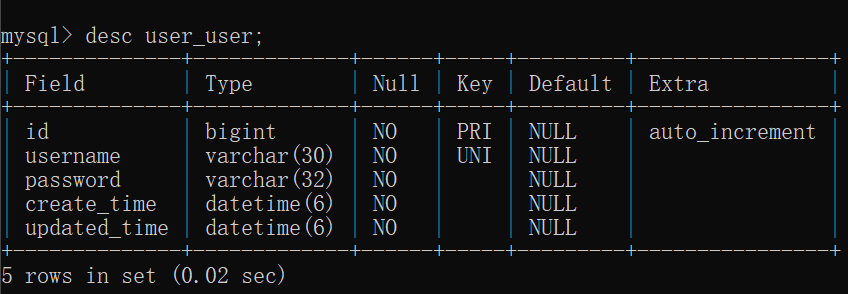 mysql> desc user_user;
+--------------+-------------+------+-----+---------+----------------+
| Field        | Type        | Null | Key | Default | Extra          |
+--------------+-------------+------+-----+---------+----------------+
| id           | bigint      | NO   | PRI | NULL    | auto_increment |
| username     | varchar(30) | NO   | UNI | NULL    |                |
| password     | varchar(32) | NO   |     | NULL    |                |
| create_time  | datetime(6) | NO   |     | NULL    |                |
| updated_time | datetime(6) | NO   |     | NULL    |                |
+--------------+-------------+------+-----+---------+----------------+
5 rows in set (0.02 sec)